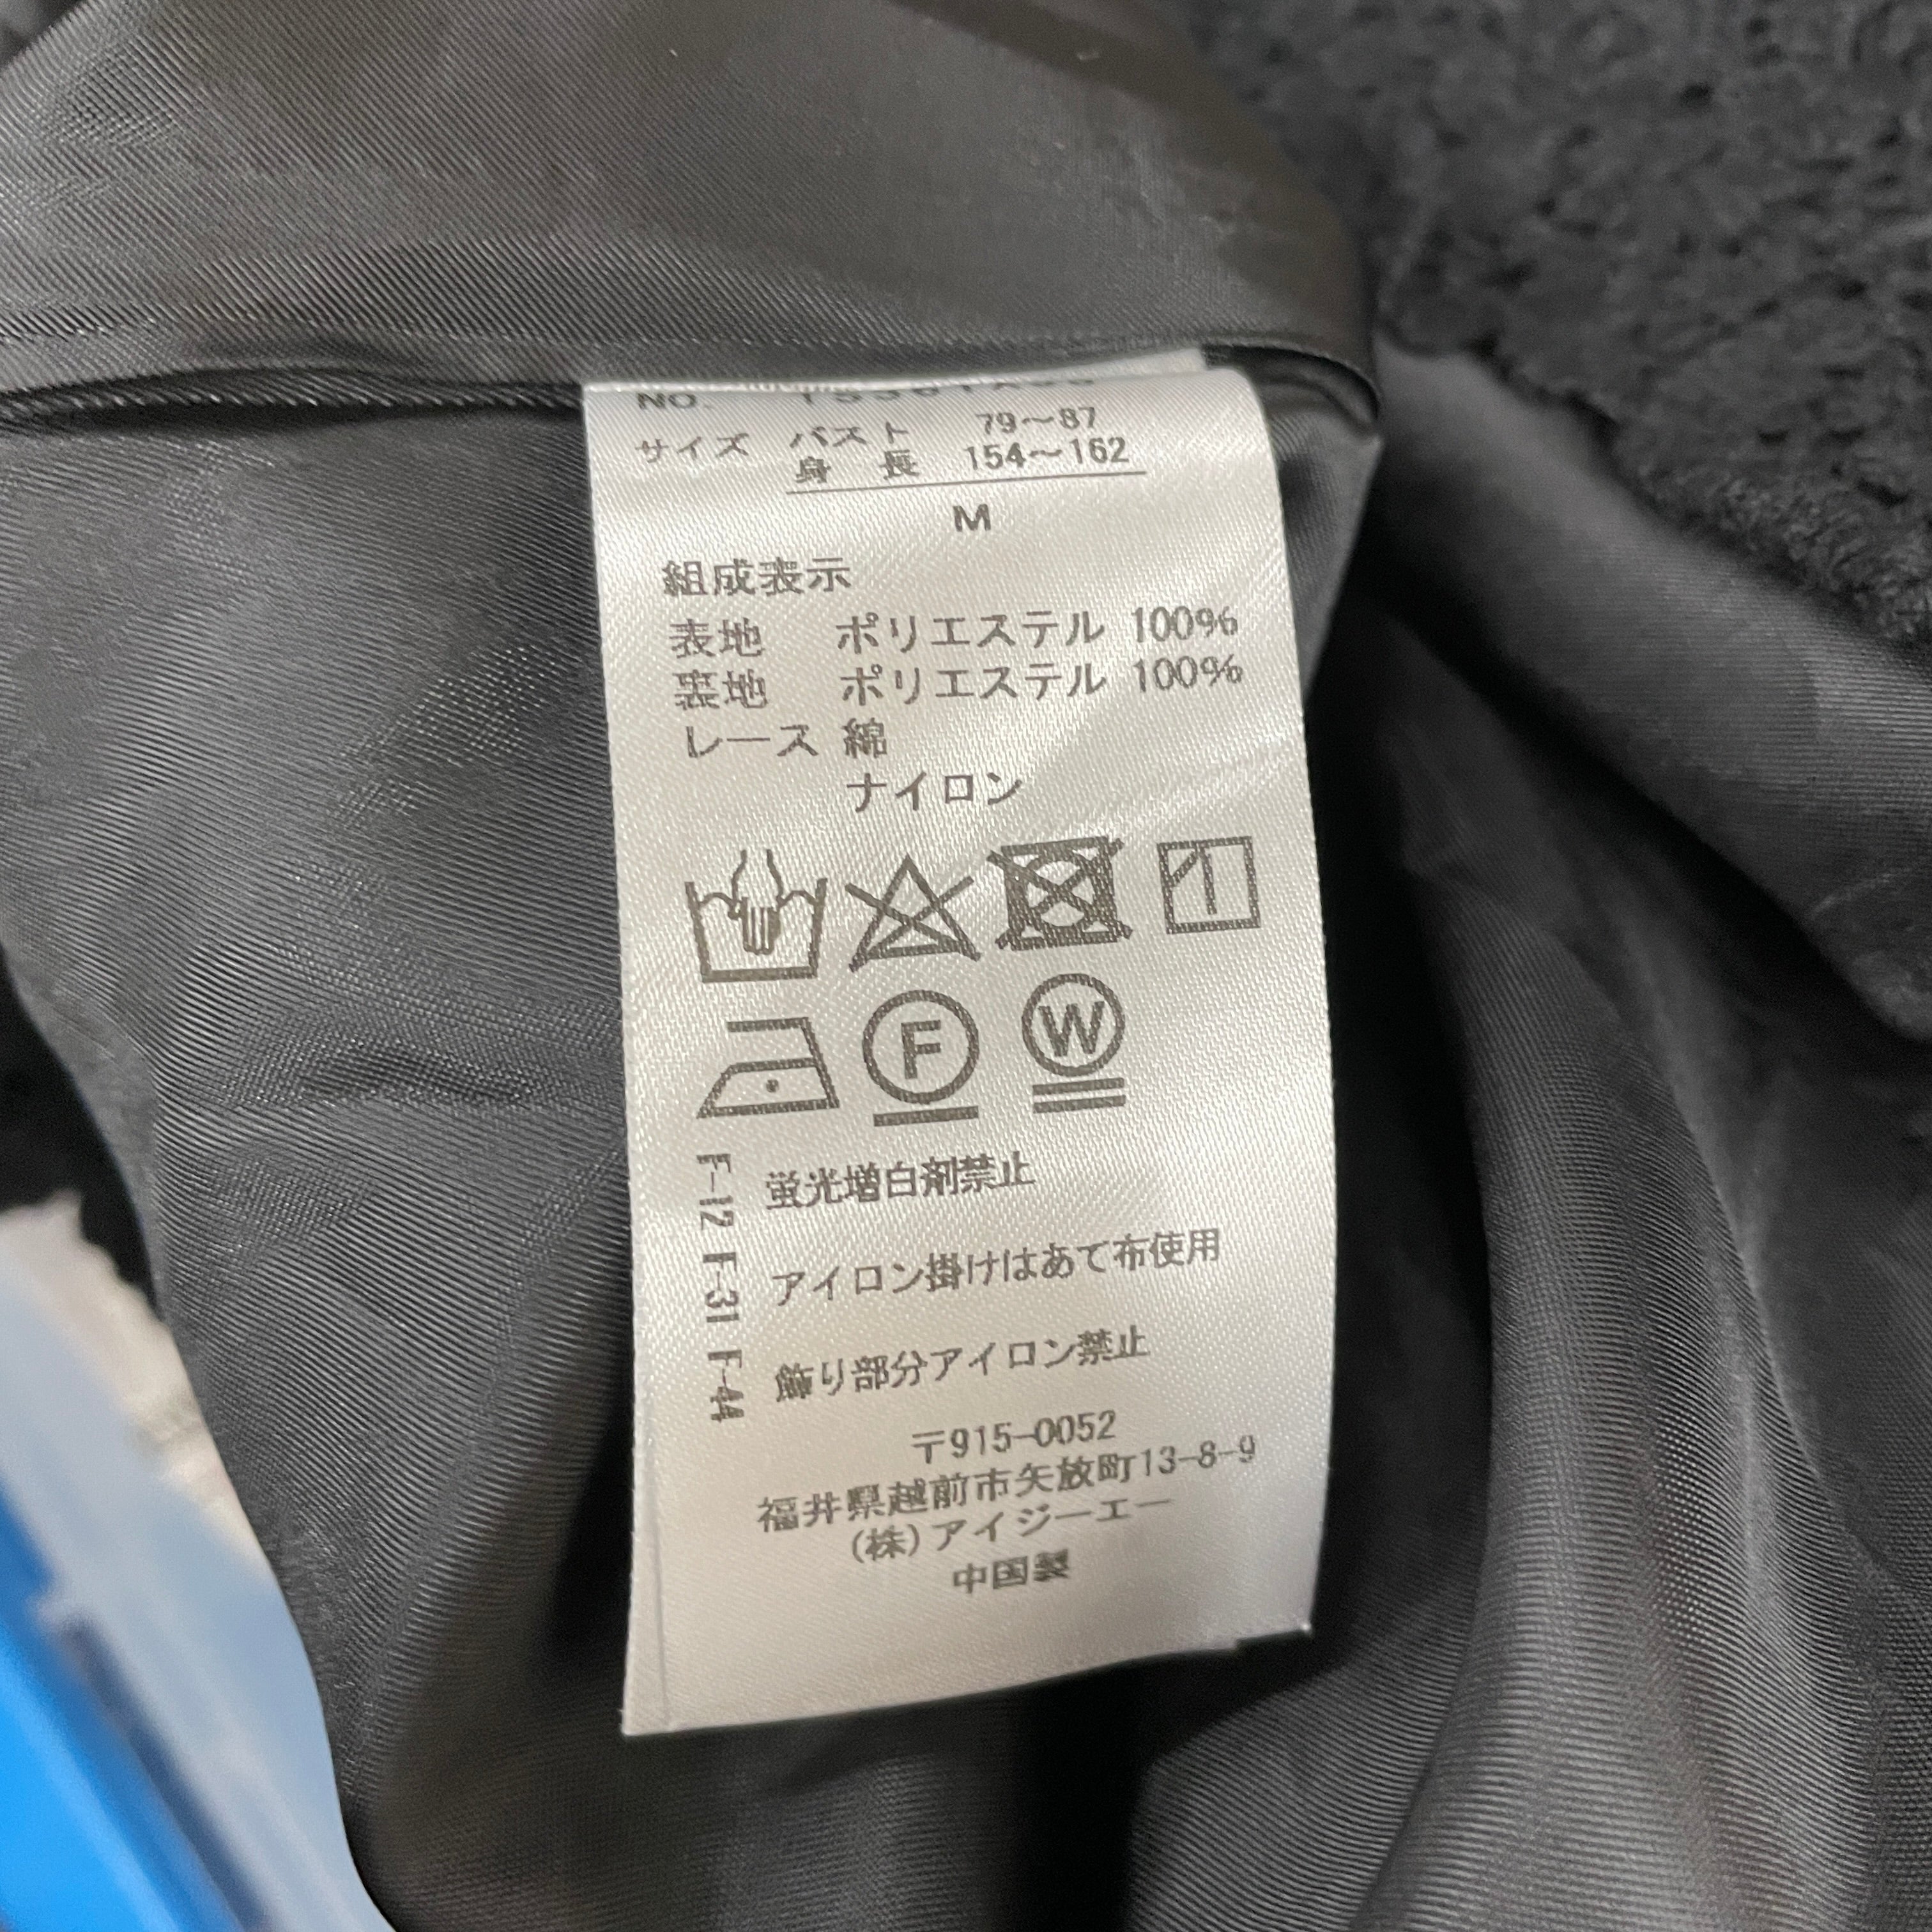 NO.
サイズ バスト 79～87
身長 154～162
M
組成表示
表地 ポリエステル 100%
裏地 ポリエステル 100%
レース 綿
ナイロン
F
W
F-12 蛍光増白剤禁止
F-31 アイロン掛けはあて布使用
F-44 飾り部分アイロン禁止
〒915-0052
福井県越前市矢放町13-8-9
(株)アイジーエー
中国製